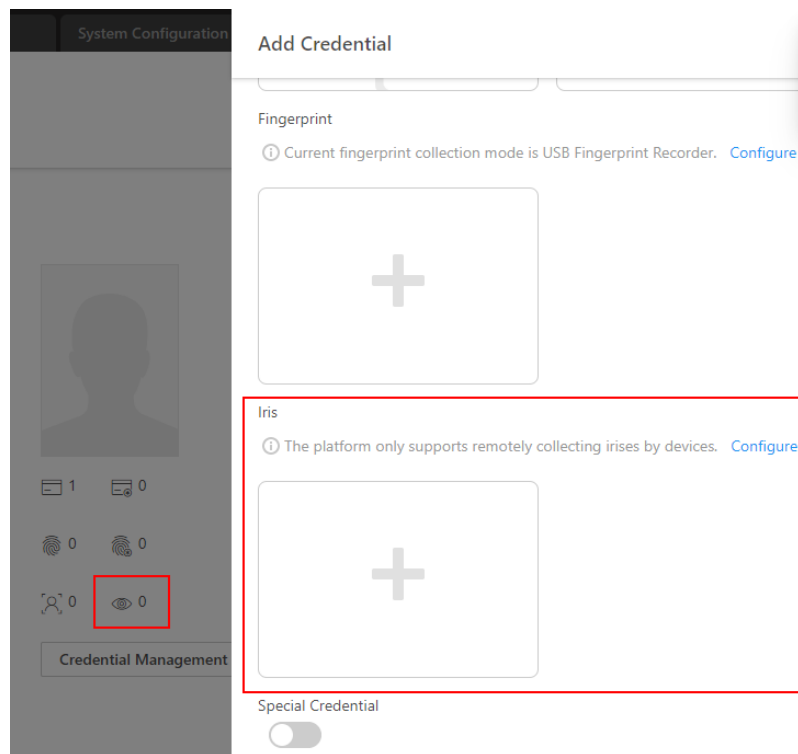 System Configuration
Add Credential
Fingerprint
Current fingerprint collection mode is USB Fingerprint Recorder. Configure
Iris
The platform only supports remotely collecting irises by devices. Configure
1 0
0 0
0 0
Credential Management
Special Credential